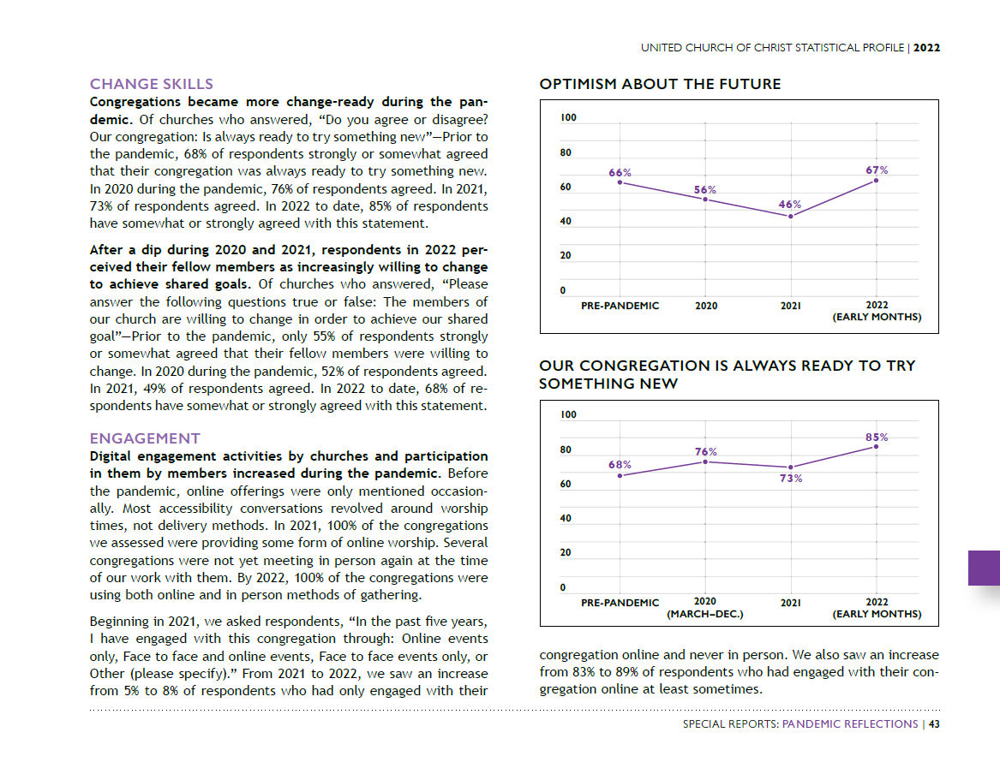 UNITED CHURCH OF CHRIST STATISTICAL PROFILE | 2022
CHANGE SKILLS
Congregations became more change-ready during the pan-
demic. Of churches who answered, “Do you agree or disagree?
Our congregation: Is always ready to try something new”—Prior to
the pandemic, 68% of respondents strongly or somewhat agreed
that their congregation was always ready to try something new.
In 2020 during the pandemic, 76% of respondents agreed. In 2021,
73% of respondents agreed. In 2022 to date, 85% of respondents
have somewhat or strongly agreed with this statement.
After a dip during 2020 and 2021, respondents in 2022 per-
ceived their fellow members as increasingly willing to change
to achieve shared goals. Of churches who answered, “Please
answer the following questions true or false: The members of
our church are willing to change in order to achieve our shared
goal”—Prior to the pandemic, only 55% of respondents strongly
or somewhat agreed that their fellow members were willing to
change. In 2020 during the pandemic, 52% of respondents agreed.
In 2021, 49% of respondents agreed. In 2022 to date, 68% of re-
spondents have somewhat or strongly agreed with this statement.
ENGAGEMENT
Digital engagement activities by churches and participation
in them by members increased during the pandemic. Before
the pandemic, online offerings were only mentioned occasion-
ally. Most accessibility conversations revolved around worship
times, not delivery methods. In 2021, 100% of the congregations
we assessed were providing some form of online worship. Several
congregations were not yet meeting in person again at the time
of our work with them. By 2022, 100% of the congregations were
using both online and in person methods of gathering.
Beginning in 2021, we asked respondents, “In the past five years,
I have engaged with this congregation through: Online events
only, Face to face and online events, Face to face events only, or
Other (please specify).” From 2021 to 2022, we saw an increase
from 5% to 8% of respondents who had only engaged with their
OPTIMISM ABOUT THE FUTURE
100
80
60
40
20
0
66%
56%
46%
67%
PRE-PANDEMIC
2020
2021
2022
(EARLY MONTHS)
OUR CONGREGATION IS ALWAYS READY TO TRY
SOMETHING NEW
100
80
60
40
20
0
68%
76%
73%
85%
PRE-PANDEMIC
2020
(MARCH–DEC.)
2021
2022
(EARLY MONTHS)
congregation online and never in person. We also saw an increase
from 83% to 89% of respondents who had engaged with their con-
gregation online at least sometimes.
SPECIAL REPORTS: PANDEMIC REFLECTIONS | 43